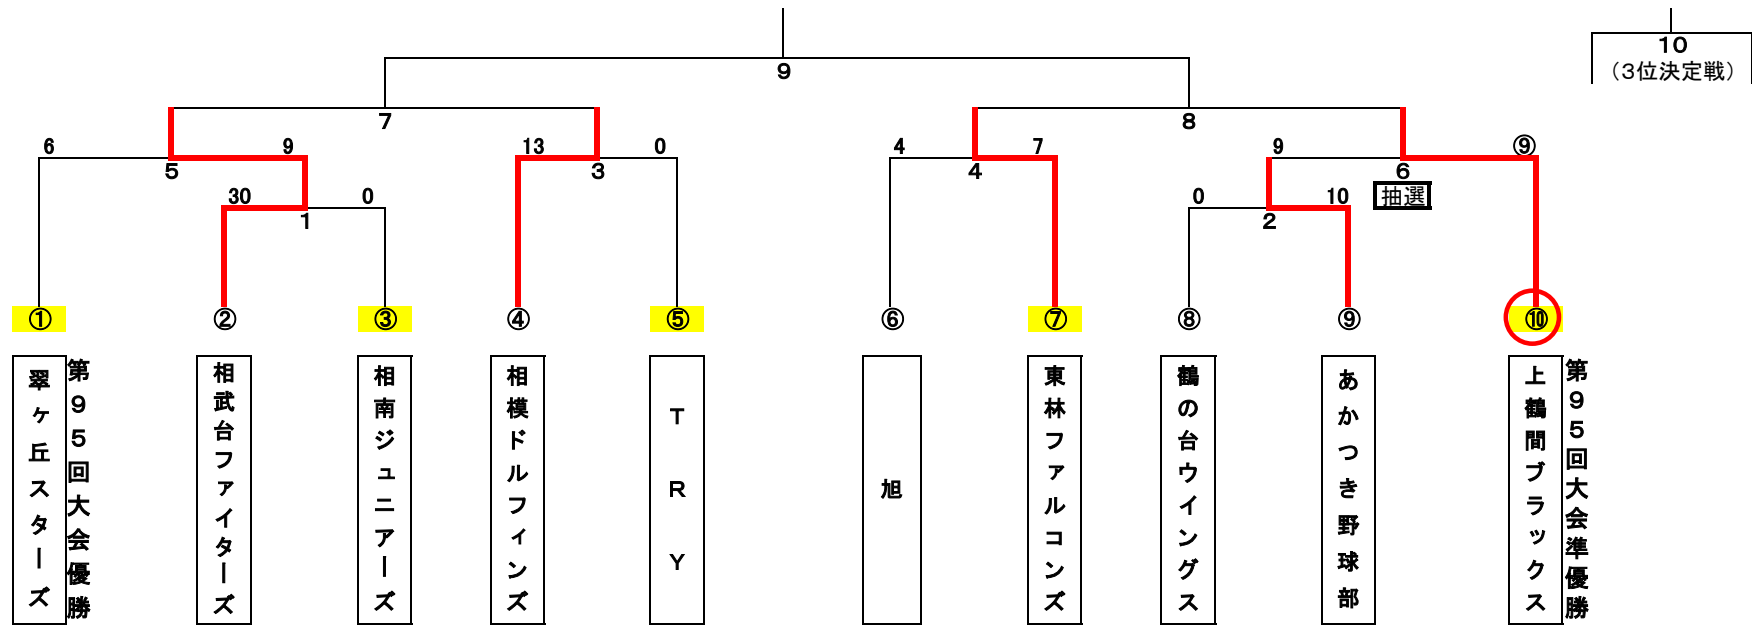 10
（3位決定戦）
9
7
8
6
9
13
0
4
7
9
⑨
5
3
4
6
30
0
0
10
抽選
1
2
①
②
③
④
⑤
⑥
⑦
⑧
⑨
⑩
翠ヶ丘スターズ
第95回大会優勝
相武台ファイターズ
相南ジュニアーズ
相模ドルフィンズ
TRY
旭
東林ファルコンズ
鶴の台ウイングス
あかつき野球部
上鶴間ブラックス
第95回大会準優勝